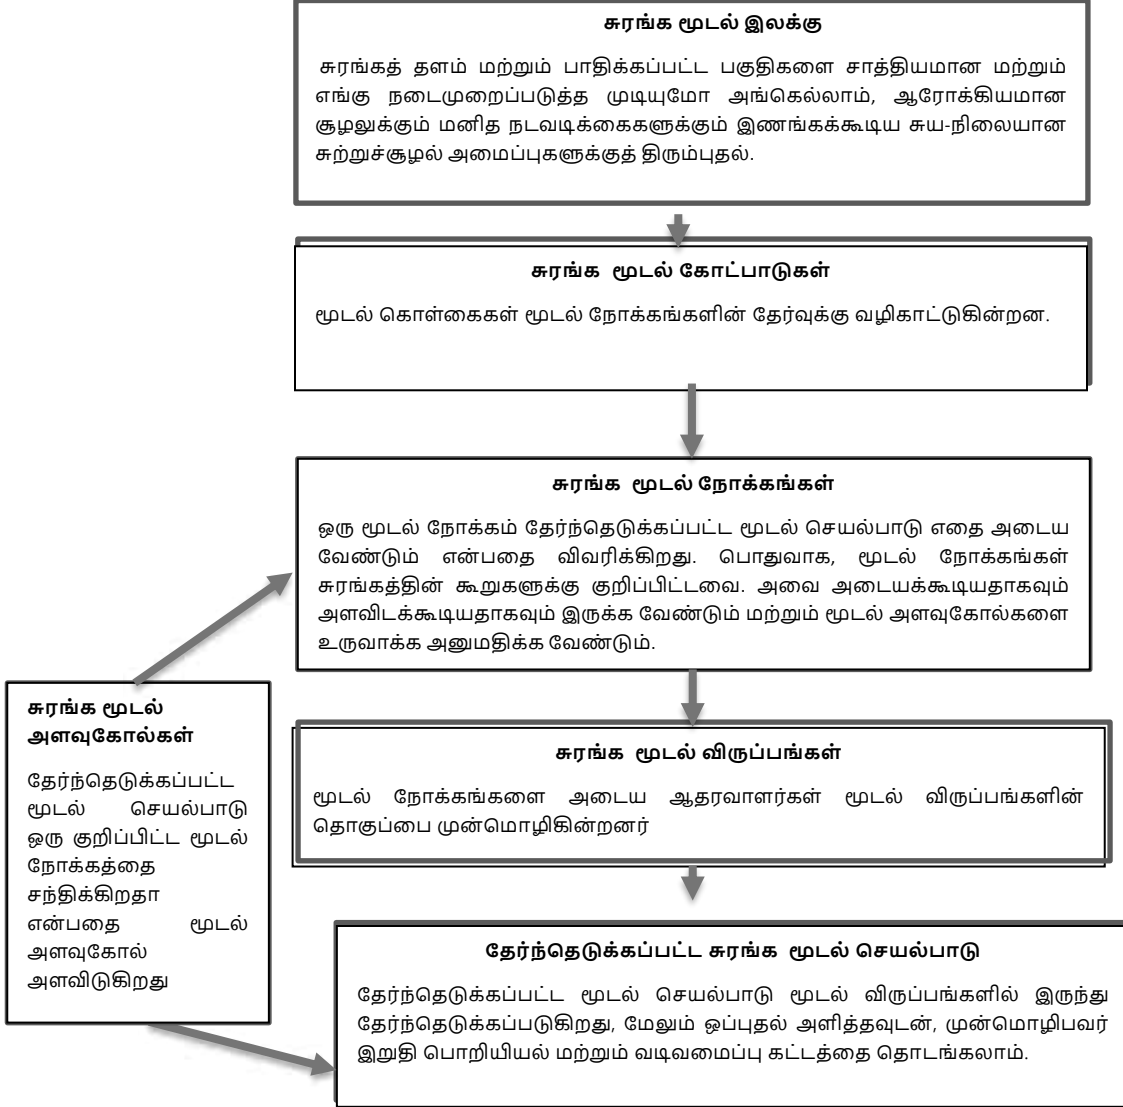 சுரங்க மூடல் இலக்கு
சுரங்கத் தளம் மற்றும் பாதிக்கப்பட்ட பகுதிகளை சாத்தியமான மற்றும்
எங்கு நடைமுறைப்படுத்த முடியுமோ அங்கெல்லாம், ஆரோக்கியமான
சூழலுக்கும் மனித நடவடிக்கைகளுக்கும் இணங்கக்கூடிய சுய-நிலையான
சுற்றுச்சூழல் அமைப்புகளுக்குத் திரும்புதல்.
சுரங்க மூடல் கோட்பாடுகள்
மூடல் கொள்கைகள் மூடல் நோக்கங்களின் தேர்வுக்கு வழிகாட்டுகின்றன.
சுரங்க மூடல் நோக்கங்கள்
ஒரு மூடல் நோக்கம் தேர்ந்தெடுக்கப்பட்ட மூடல் செயல்பாடு எதை அடைய
வேண்டும் என்பதை விவரிக்கிறது. பொதுவாக, மூடல் நோக்கங்கள்
சுரங்கத்தின் கூறுகளுக்கு குறிப்பிட்டவை. அவை அடையக்கூடியதாகவும்
அளவிடக்கூடியதாகவும் இருக்க வேண்டும் மற்றும் மூடல் அளவுகோல்களை
உருவாக்க அனுமதிக்க வேண்டும்.
சுரங்க மூடல்
அளவுகோல்கள்
தேர்ந்தெடுக்கப்பட்ட
மூடல் செயல்பாடு
ஒரு குறிப்பிட்ட மூடல்
நோக்கத்தை
சந்திக்கிறதா
என்பதை மூடல்
அளவுகோல்
அளவிடுகிறது
சுரங்க மூடல் விருப்பங்கள்
மூடல் நோக்கங்களை அடைய ஆதரவாளர்கள் மூடல் விருப்பங்களின்
தொகுப்பை முன்மொழிகின்றனர்
தேர்ந்தெடுக்கப்பட்ட சுரங்க மூடல் செயல்பாடு
தேர்ந்தெடுக்கப்பட்ட மூடல் செயல்பாடு மூடல் விருப்பங்களில் இருந்து
தேர்ந்தெடுக்கப்படுகிறது, மேலும் ஒப்புதல் அளித்தவுடன், முன்மொழிபவர்
இறுதி பொறியியல் மற்றும் வடிவமைப்பு கட்டத்தை தொடங்கலாம்.